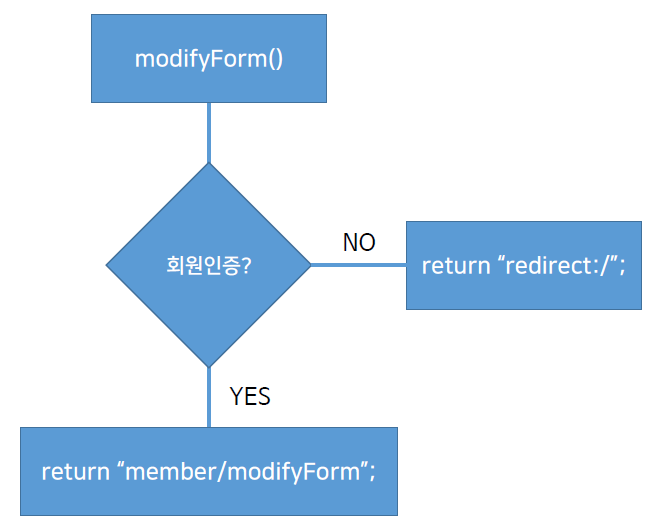 modifyForm()
회원인증?
NO
return “redirect:/”;
YES
return “member/modifyForm”;